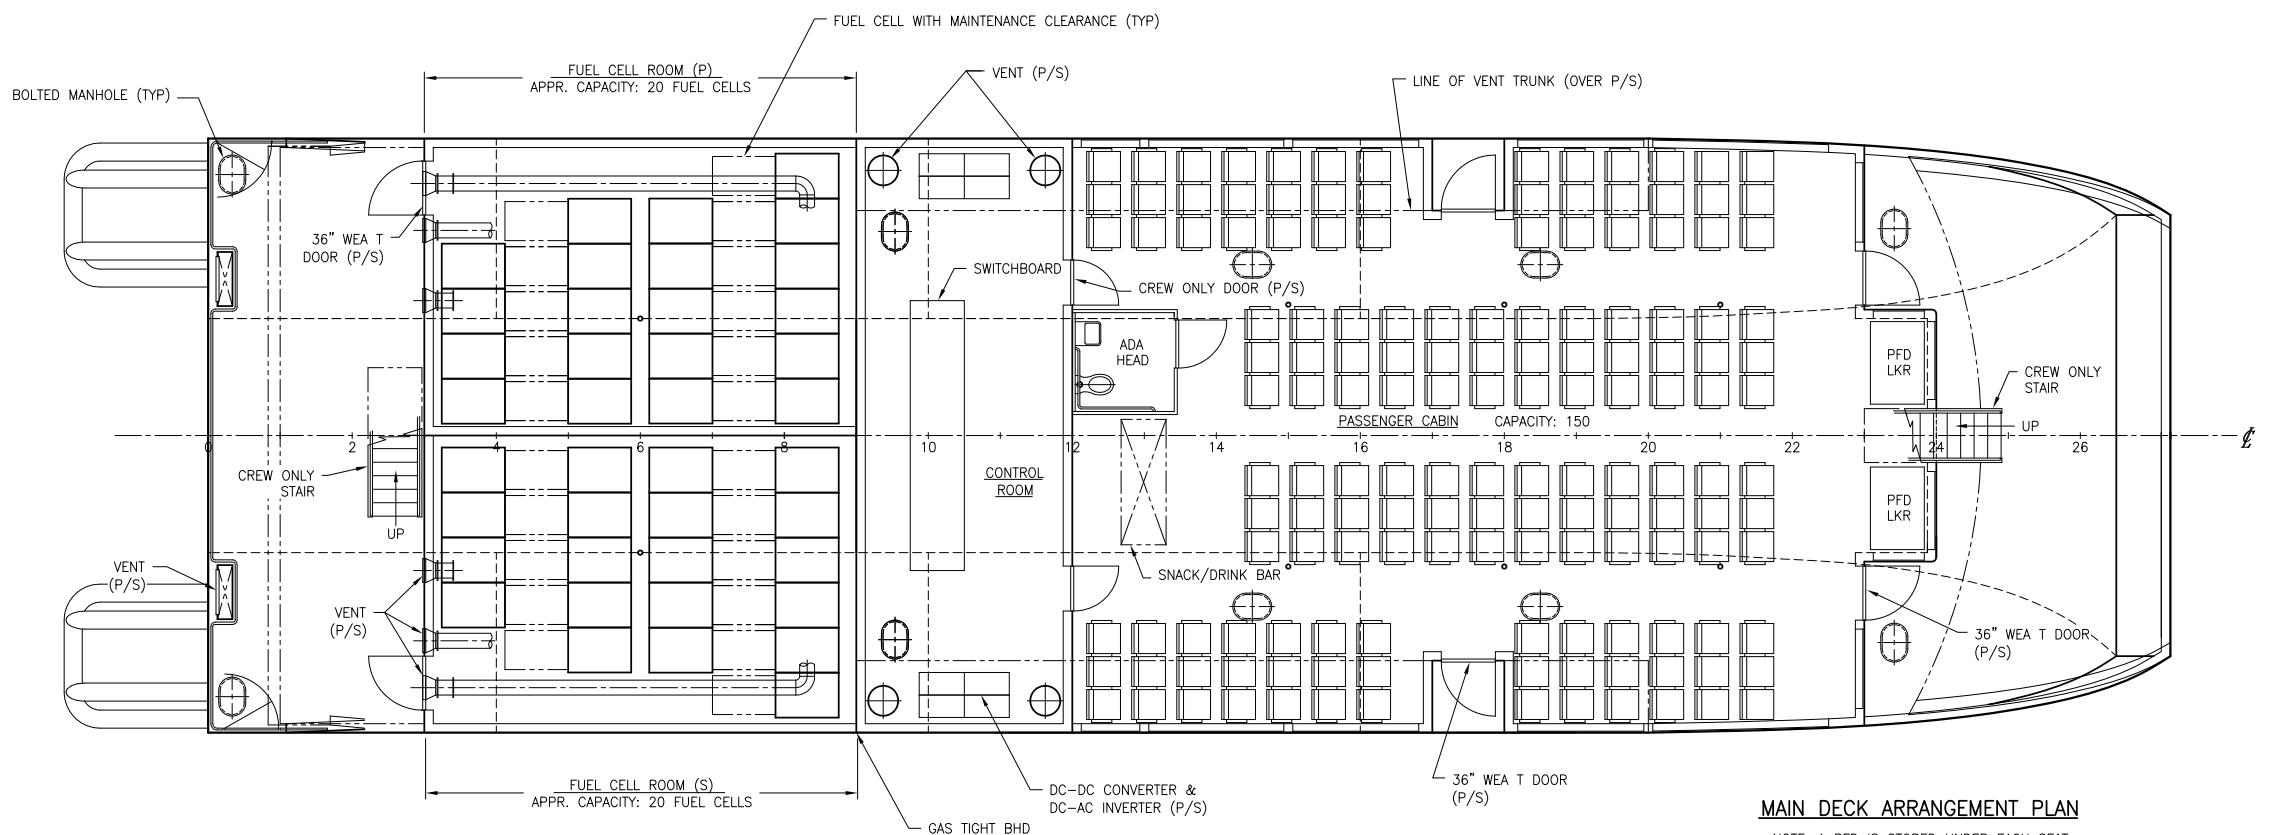 FUEL CELL WITH MAINTENANCE CLEARANCE (TYP)
FUEL CELL ROOM (P)
APPR. CAPACITY: 20 FUEL CELLS
VENT (P/S)
LINE OF VENT TRUNK (OVER P/S)
BOLTED MANHOLE (TYP)
36" WEA T
DOOR (P/S)
SWITCHBOARD
CREW ONLY DOOR (P/S)
ADA
HEAD
PFD
LKR
CREW ONLY
STAIR
PASSENGER CABIN CAPACITY: 150
UP
0 2 4 6 8 10 12 14 16 18 20 22 24 26
CREW ONLY
STAIR
CONTROL
ROOM
PFD
LKR
UP
VENT
(P/S)
SNACK/DRINK BAR
VENT
(P/S)
36" WEA T DOOR
(P/S)
FUEL CELL ROOM (S)
APPR. CAPACITY: 20 FUEL CELLS
DC-DC CONVERTER &
DC-AC INVERTER (P/S)
36" WEA T DOOR
(P/S)
GAS TIGHT BHD
MAIN DECK ARRANGEMENT PLAN